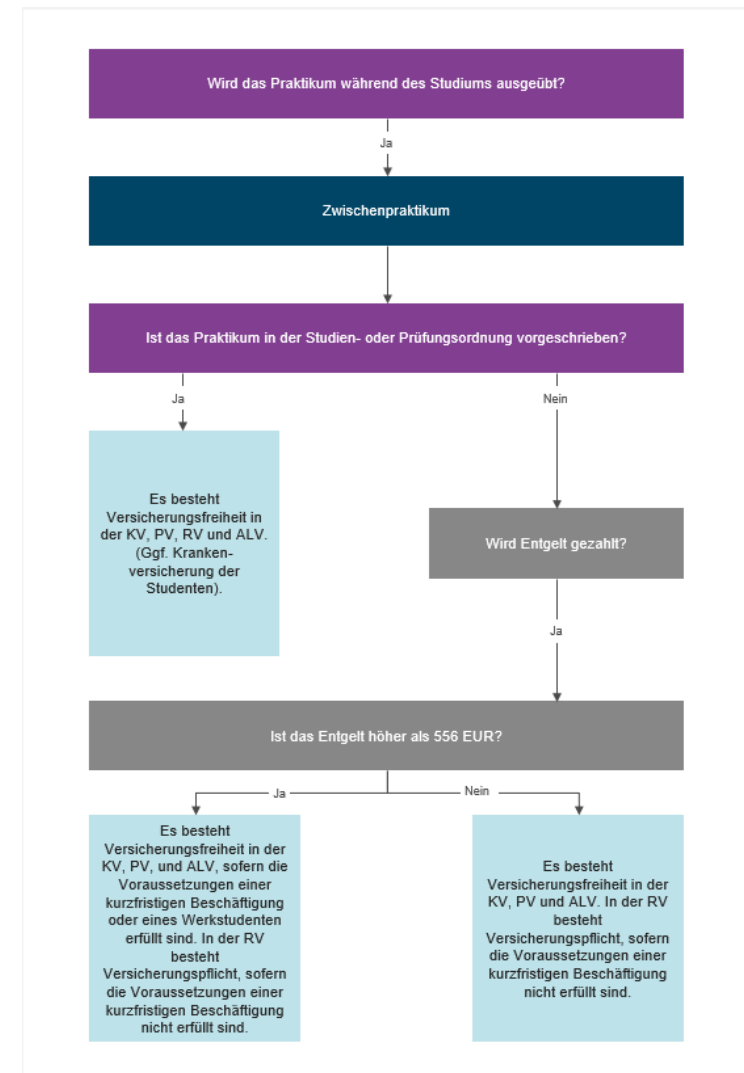 Wird das Praktikum während des Studiums ausgeübt?
Ja
Zwischenpraktikum
Ist das Praktikum in der Studien- oder Prüfungsordnung vorgeschrieben?
Ja
Nein
Es besteht
Versicherungsfreiheit in
der KV, PV, RV und ALV.
(Ggf. Kranken-
versicherung der
Studenten).
Wird Entgelt gezahlt?
Ja
Ist das Entgelt höher als 556 EUR?
Ja
Nein
Es besteht
Versicherungsfreiheit in der
KV, PV, und ALV, sofern die
Voraussetzungen einer
kurzfristigen Beschäftigung
oder eines Werkstudenten
erfüllt sind. In der RV
besteht
Versicherungspflicht, sofern
die Voraussetzungen einer
kurzfristigen Beschäftigung
nicht erfüllt sind.
Es besteht
Versicherungsfreiheit in der
KV, PV und ALV. In der RV
besteht
Versicherungspflicht, sofern
die Voraussetzungen einer
kurzfristigen Beschäftigung
nicht erfüllt sind.